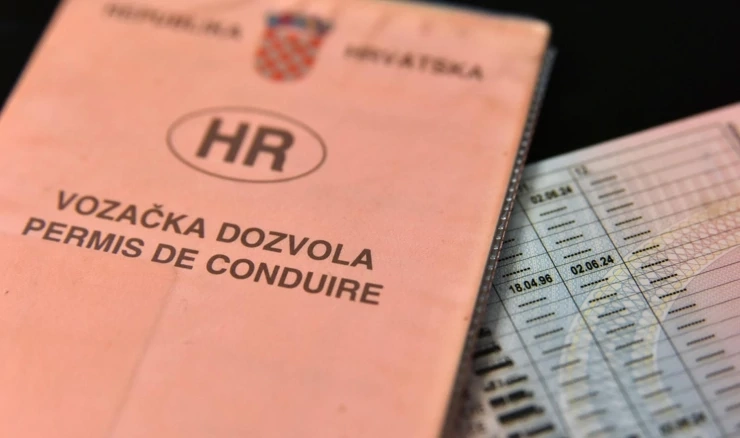 REPUBLIKA HRVATSKA
HR
VOZAČKA DOZVOLA
PERMIS DE CONDUIRE
12.
02.06.24
18.04.96 02.06.24